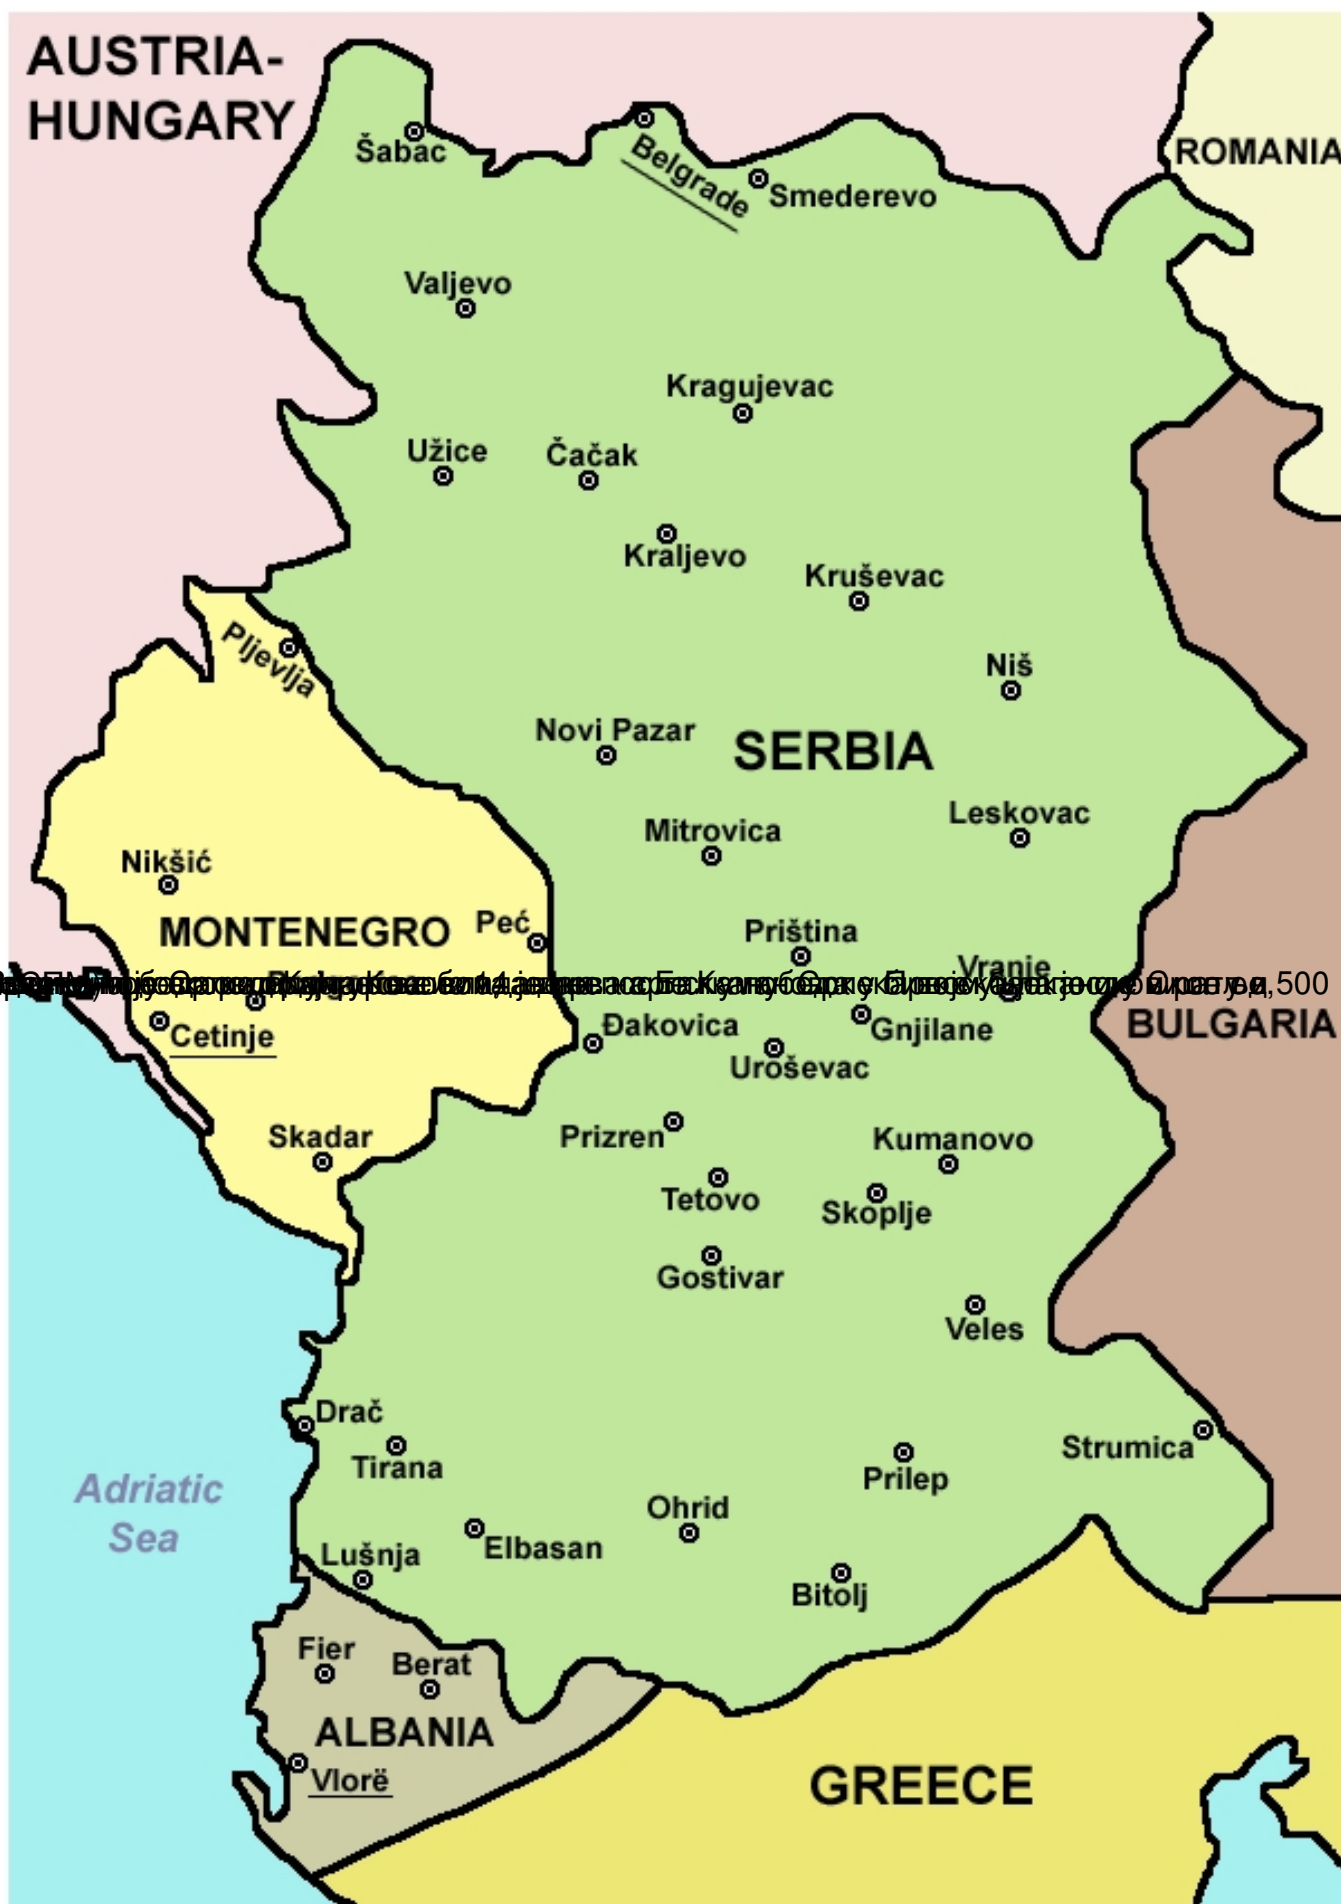 AUSTRIA-
HUNGARY
ROMANIA
Šabac
Belgrade
Smederevo
Valjevo
Kragujevac
Užice
Čačak
Kraljevo
Kruševac
Pljevlja
Niš
Novi Pazar
SERBIA
Leskovac
Mitrovica
Nikšić
MONTENEGRO
Peć
Priština
Vranje
500
Cetinje
Đakovica
Gnjilane
BULGARIA
Uroševac
Skadar
Prizren
Kumanovo
Tetovo
Skoplje
Gostivar
Veles
Drač
Tirana
Strumica
Prilep
Adriatic
Sea
Ohrid
Elbasan
Lušnja
Bitolj
Fier
Berat
ALBANIA
Vlorë
GREECE